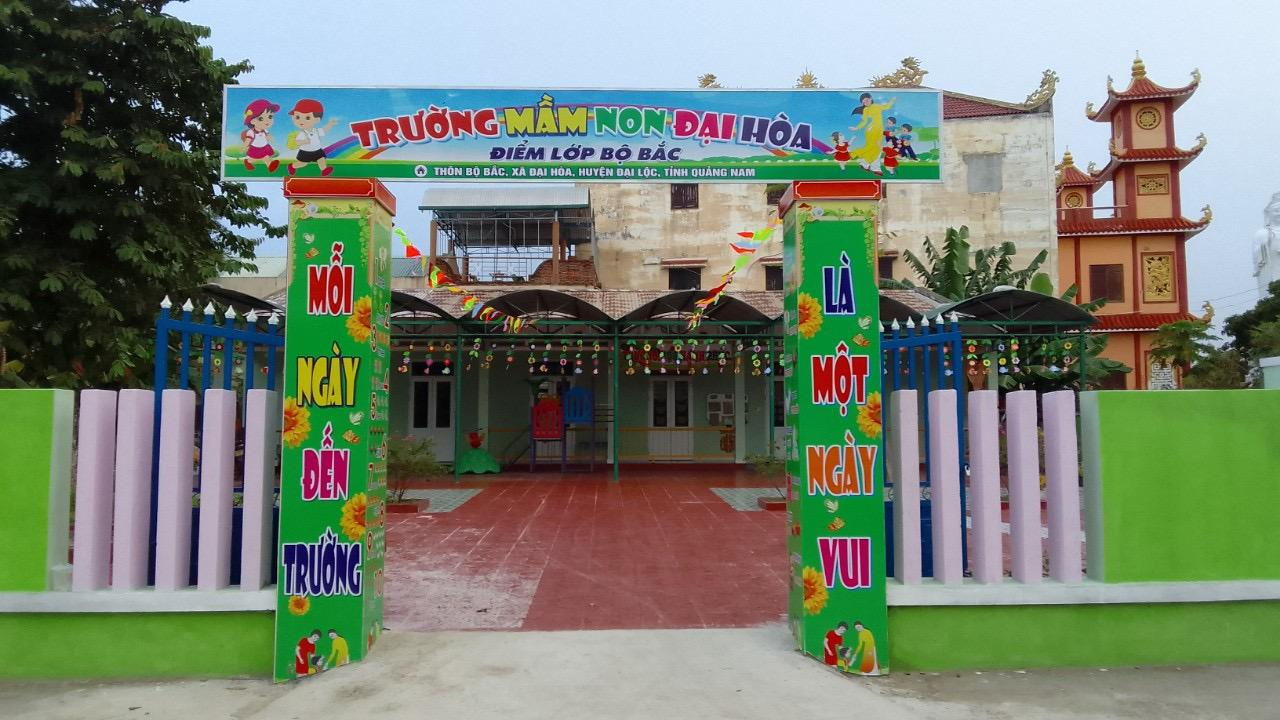 TRƯỜNG MẦM NON ĐẠI HÒA
ĐIỂM LỚP BỘ BẮC
THÔN BỘ BẮC, XÃ ĐẠI HÒA, HUYỆN ĐẠI LỘC, TỈNH QUẢNG NAM
MỖI
NGÀY
ĐẾN
TRƯỜNG
LÀ
MỘT
NGÀY
VUI